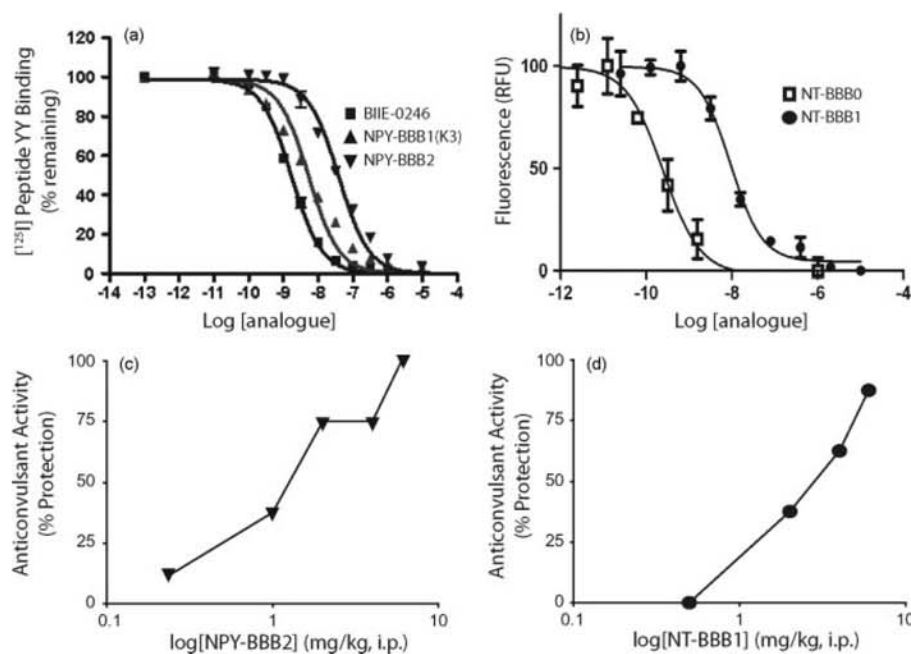 (a)
[¹²⁵I] Peptide YY Binding
(% remaining)
120
100
80
60
40
20
0
BIIE-0246
NPY-BBB1(K3)
NPY-BBB2
-14 -13 -12 -11 -10 -9 -8 -7 -6 -5 -4
Log [analogue]
(b)
Fluorescence (RFU)
100
50
0
NT-BBB0
NT-BBB1
-12 -10 -8 -6 -4
Log [analogue]
(c)
Anticonvulsant Activity
(% Protection)
100
75
50
25
0
0.1 1 10
log[NPY-BBB2] (mg/kg, i.p.)
(d)
Anticonvulsant Activity
(% Protection)
100
75
50
25
0
0.1 1 10
log[NT-BBB1] (mg/kg, i.p.)